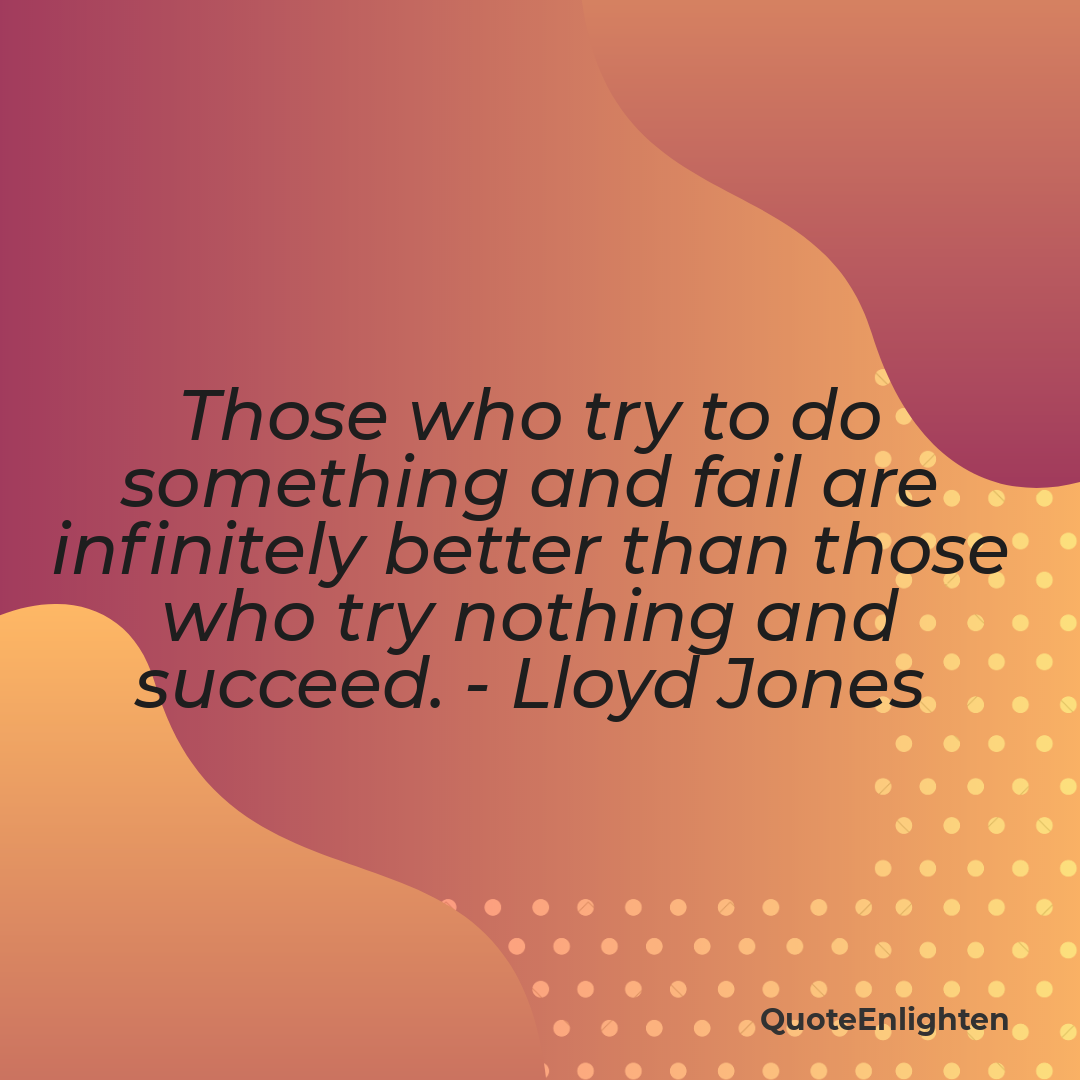 Those who try to do
something and fail are
infinitely better than those
who try nothing and
succeed. - Lloyd Jones
QuoteEnlighten